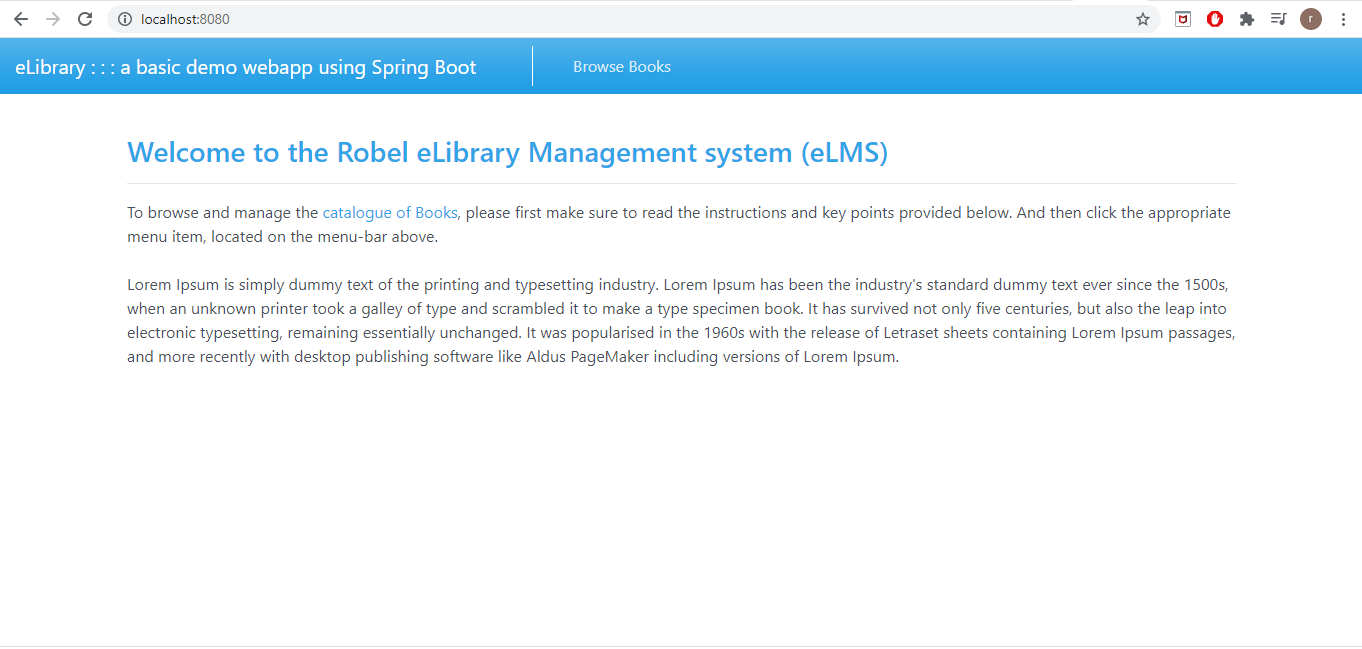 localhost:8080
r
eLibrary : : : a basic demo webapp using Spring Boot
Browse Books
Welcome to the Robel eLibrary Management system (eLMS)
To browse and manage the catalogue of Books, please first make sure to read the instructions and key points provided below. And then click the appropriate
menu item, located on the menu-bar above.
Lorem Ipsum is simply dummy text of the printing and typesetting industry. Lorem Ipsum has been the industry's standard dummy text ever since the 1500s,
when an unknown printer took a galley of type and scrambled it to make a type specimen book. It has survived not only five centuries, but also the leap into
electronic typesetting, remaining essentially unchanged. It was popularised in the 1960s with the release of Letraset sheets containing Lorem Ipsum passages,
and more recently with desktop publishing software like Aldus PageMaker including versions of Lorem Ipsum.